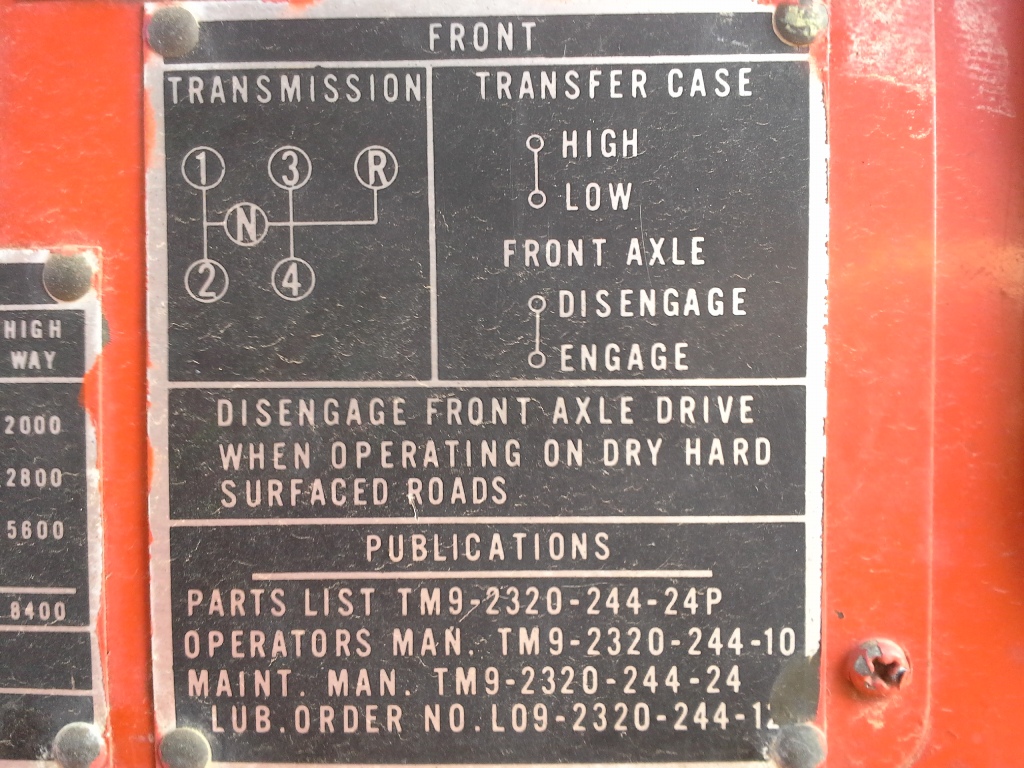 FRONT
TRANSMISSION
1 3 R
N
2 4
TRANSFER CASE
HIGH
LOW
FRONT AXLE
DISENGAGE
ENGAGE
DISENGAGE FRONT AXLE DRIVE
WHEN OPERATING ON DRY HARD
SURFACED ROADS
PUBLICATIONS
PARTS LIST TM9-2320-244-24P
OPERATORS MAN. TM9-2320-244-10
MAINT. MAN. TM9-2320-244-24
LUB. ORDER NO. LO9-2320-244-12
HIGH
WAY
2000
2800
5600
8400